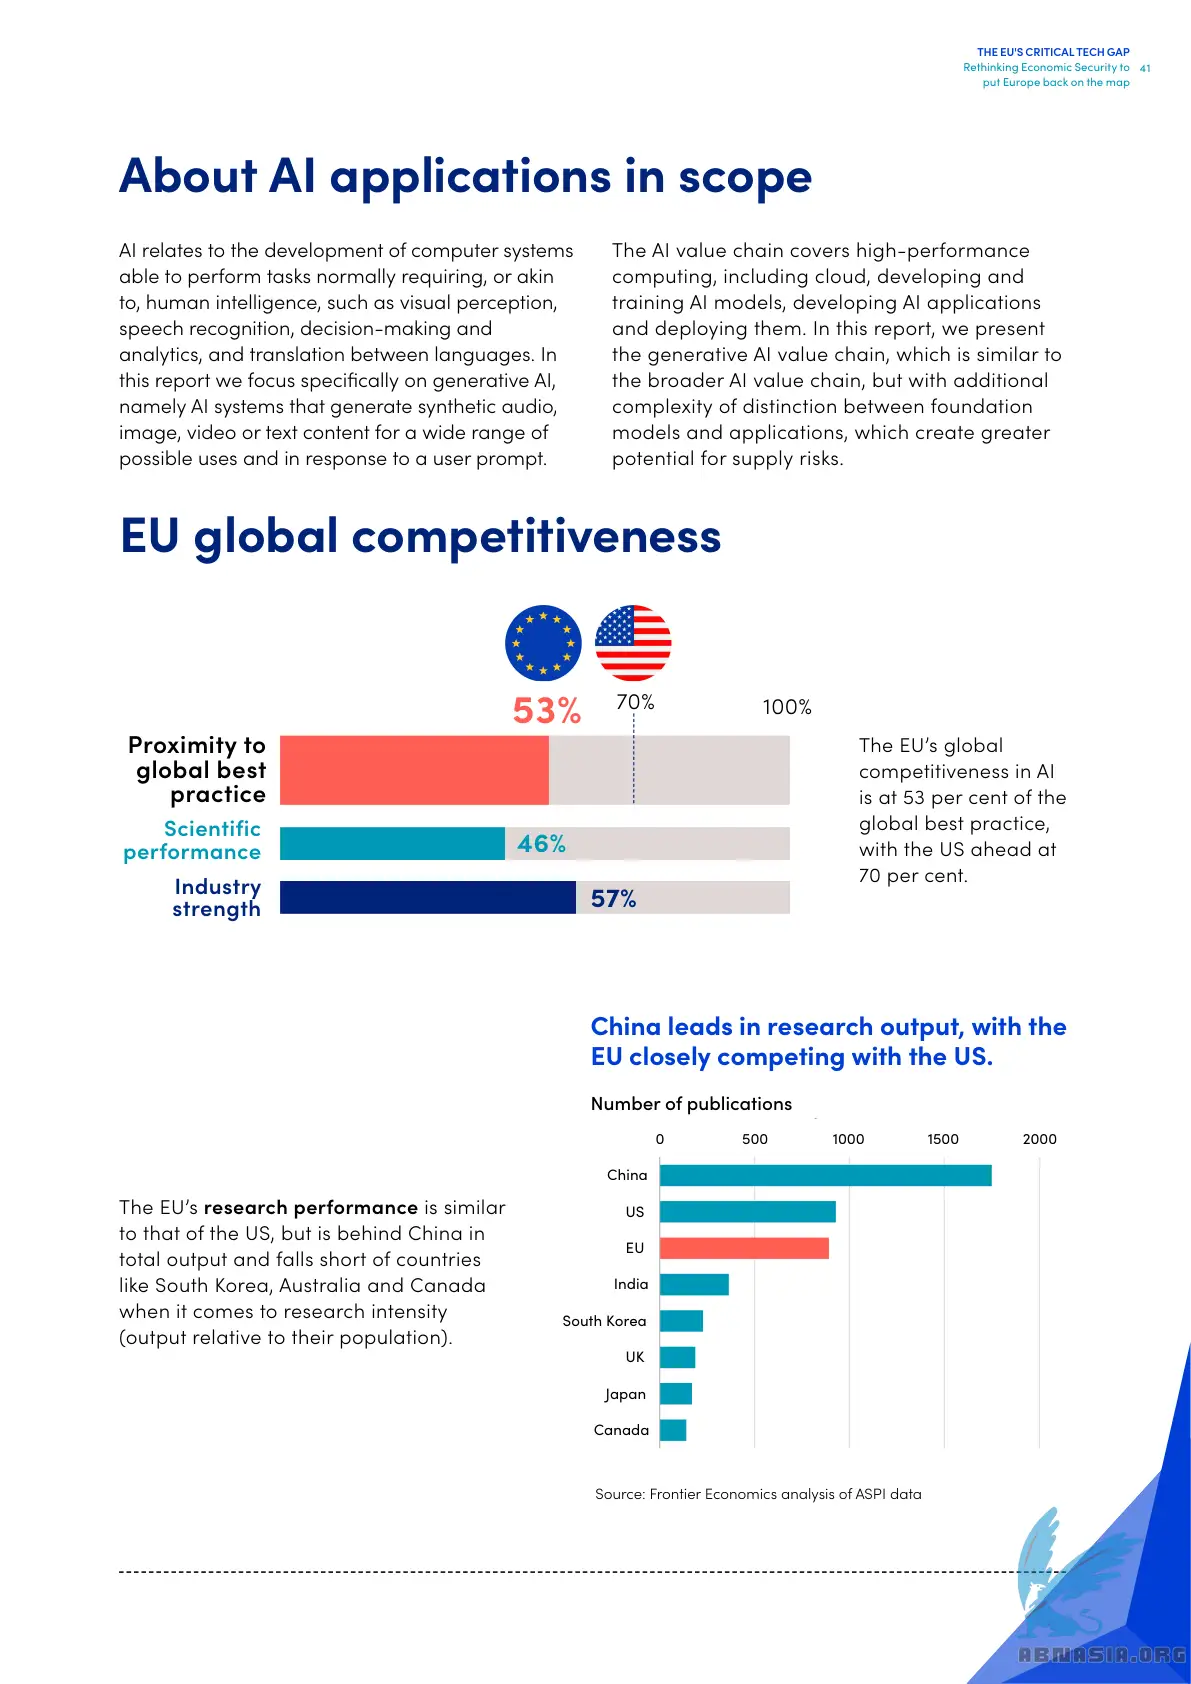 THE EU'S CRITICAL TECH GAP
Rethinking Economic Security to
put Europe back on the map
41
About AI applications in scope
AI relates to the development of computer systems
able to perform tasks normally requiring, or akin
to, human intelligence, such as visual perception,
speech recognition, decision-making and
analytics, and translation between languages. In
this report we focus specifically on generative AI,
namely AI systems that generate synthetic audio,
image, video or text content for a wide range of
possible uses and in response to a user prompt.
The AI value chain covers high-performance
computing, including cloud, developing and
training AI models, developing AI applications
and deploying them. In this report, we present
the generative AI value chain, which is similar to
the broader AI value chain, but with additional
complexity of distinction between foundation
models and applications, which create greater
potential for supply risks.
EU global competitiveness
53%
70%
100%
Proximity to
global best
practice
Scientific
performance
46%
Industry
strength
57%
The EU’s global
competitiveness in AI
is at 53 per cent of the
global best practice,
with the US ahead at
70 per cent.
China leads in research output, with the
EU closely competing with the US.
Number of publications
0 500 1000 1500 2000
China
US
EU
India
South Korea
UK
Japan
Canada
The EU’s research performance is similar
to that of the US, but is behind China in
total output and falls short of countries
like South Korea, Australia and Canada
when it comes to research intensity
(output relative to their population).
Source: Frontier Economics analysis of ASPI data
ABNASIA.ORG